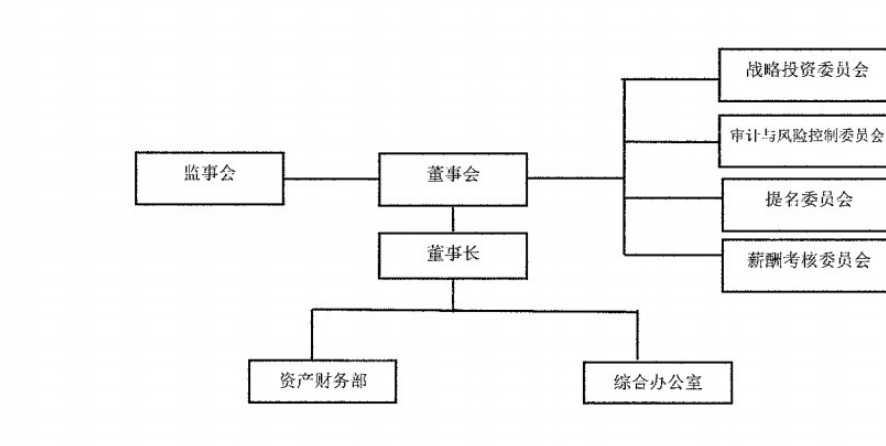 战略投资委员会
审计与风险控制委员会
监事会
董事会
提名委员会
董事长
薪酬考核委员会
资产财务部
综合办公室